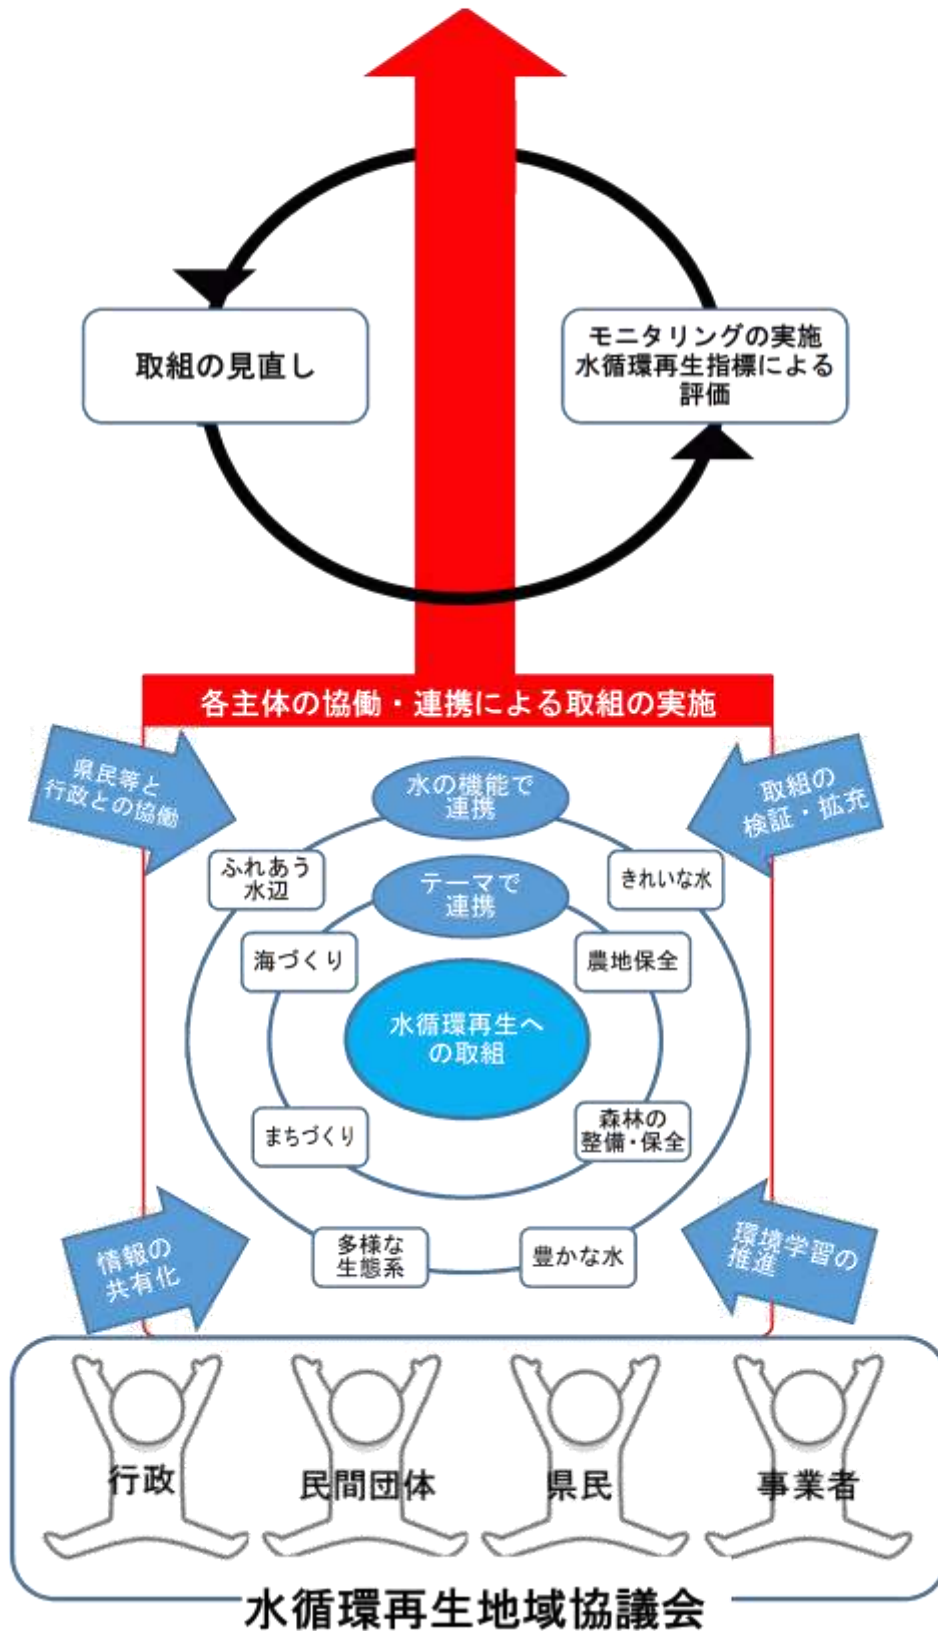 取組の見直し
モニタリングの実施
水循環再生指標による
評価
各主体の協働・連携による取組の実施
県民等と
行政との協働
水の機能で
連携
取組の
検証・拡充
ふれあう
水辺
テーマで
連携
きれいな水
海づくり
農地保全
水循環再生へ
の取組
まちづくり
森林の
整備・保全
情報の
共有化
多様な
生態系
豊かな水
環境学習の
推進
行政
民間団体
県民
事業者
水循環再生地域協議会